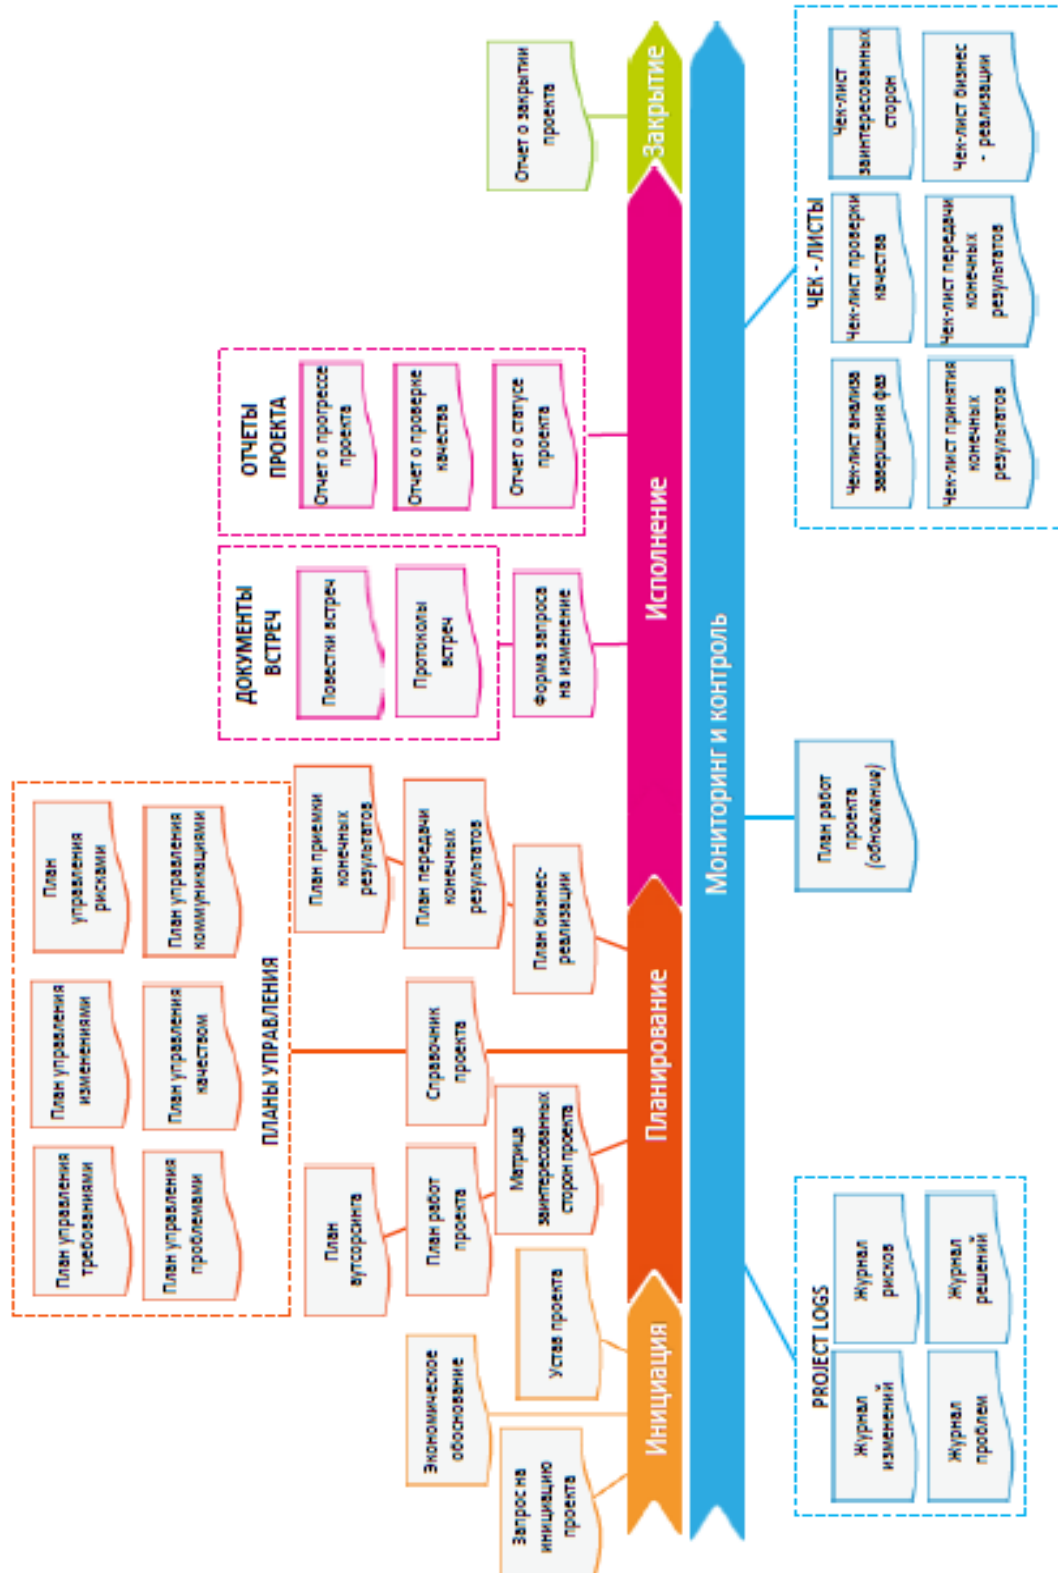 ПЛАНЫ УПРАВЛЕНИЯ
План управления
требованиями
План управления
изменениями
План
управления
рисками
План управления
проблемами
План управления
качеством
План управления
коммуникациями
ДОКУМЕНТЫ
ВСТРЕЧ
Повестки встреч
Протоколы
встреч
ОТЧЕТЫ
ПРОЕКТА
Отчет о прогрессе
проекта
Отчет о проверке
качества
Отчет о статусе
проекта
Запрос на
инициацию
проекта
Экономическое
обоснование
Устав проекта
План
аутсорсинга
План работ
проекта
Матрица
заинтересованных
сторон проекта
Справочник
проекта
План приемки
конечных
результатов
План передачи
конечных
результатов
План бизнес-
реализации
Форма запроса
на изменение
Отчет о закрытии
проекта
Инициация
Планирование
Исполнение
Закрытие
Мониторинг и контроль
PROJECT LOGS
Журнал
изменений
Журнал
рисков
Журнал
проблем
Журнал
решений
План работ
проекта
(обновление)
ЧЕК - ЛИСТЫ
Чек-лист анализа
завершения фаз
Чек-лист проверки
качества
Чек-лист
заинтересованных
сторон
Чек-лист принятия
конечных
результатов
Чек-лист передачи
конечных
результатов
Чек-лист бизнес
- реализации